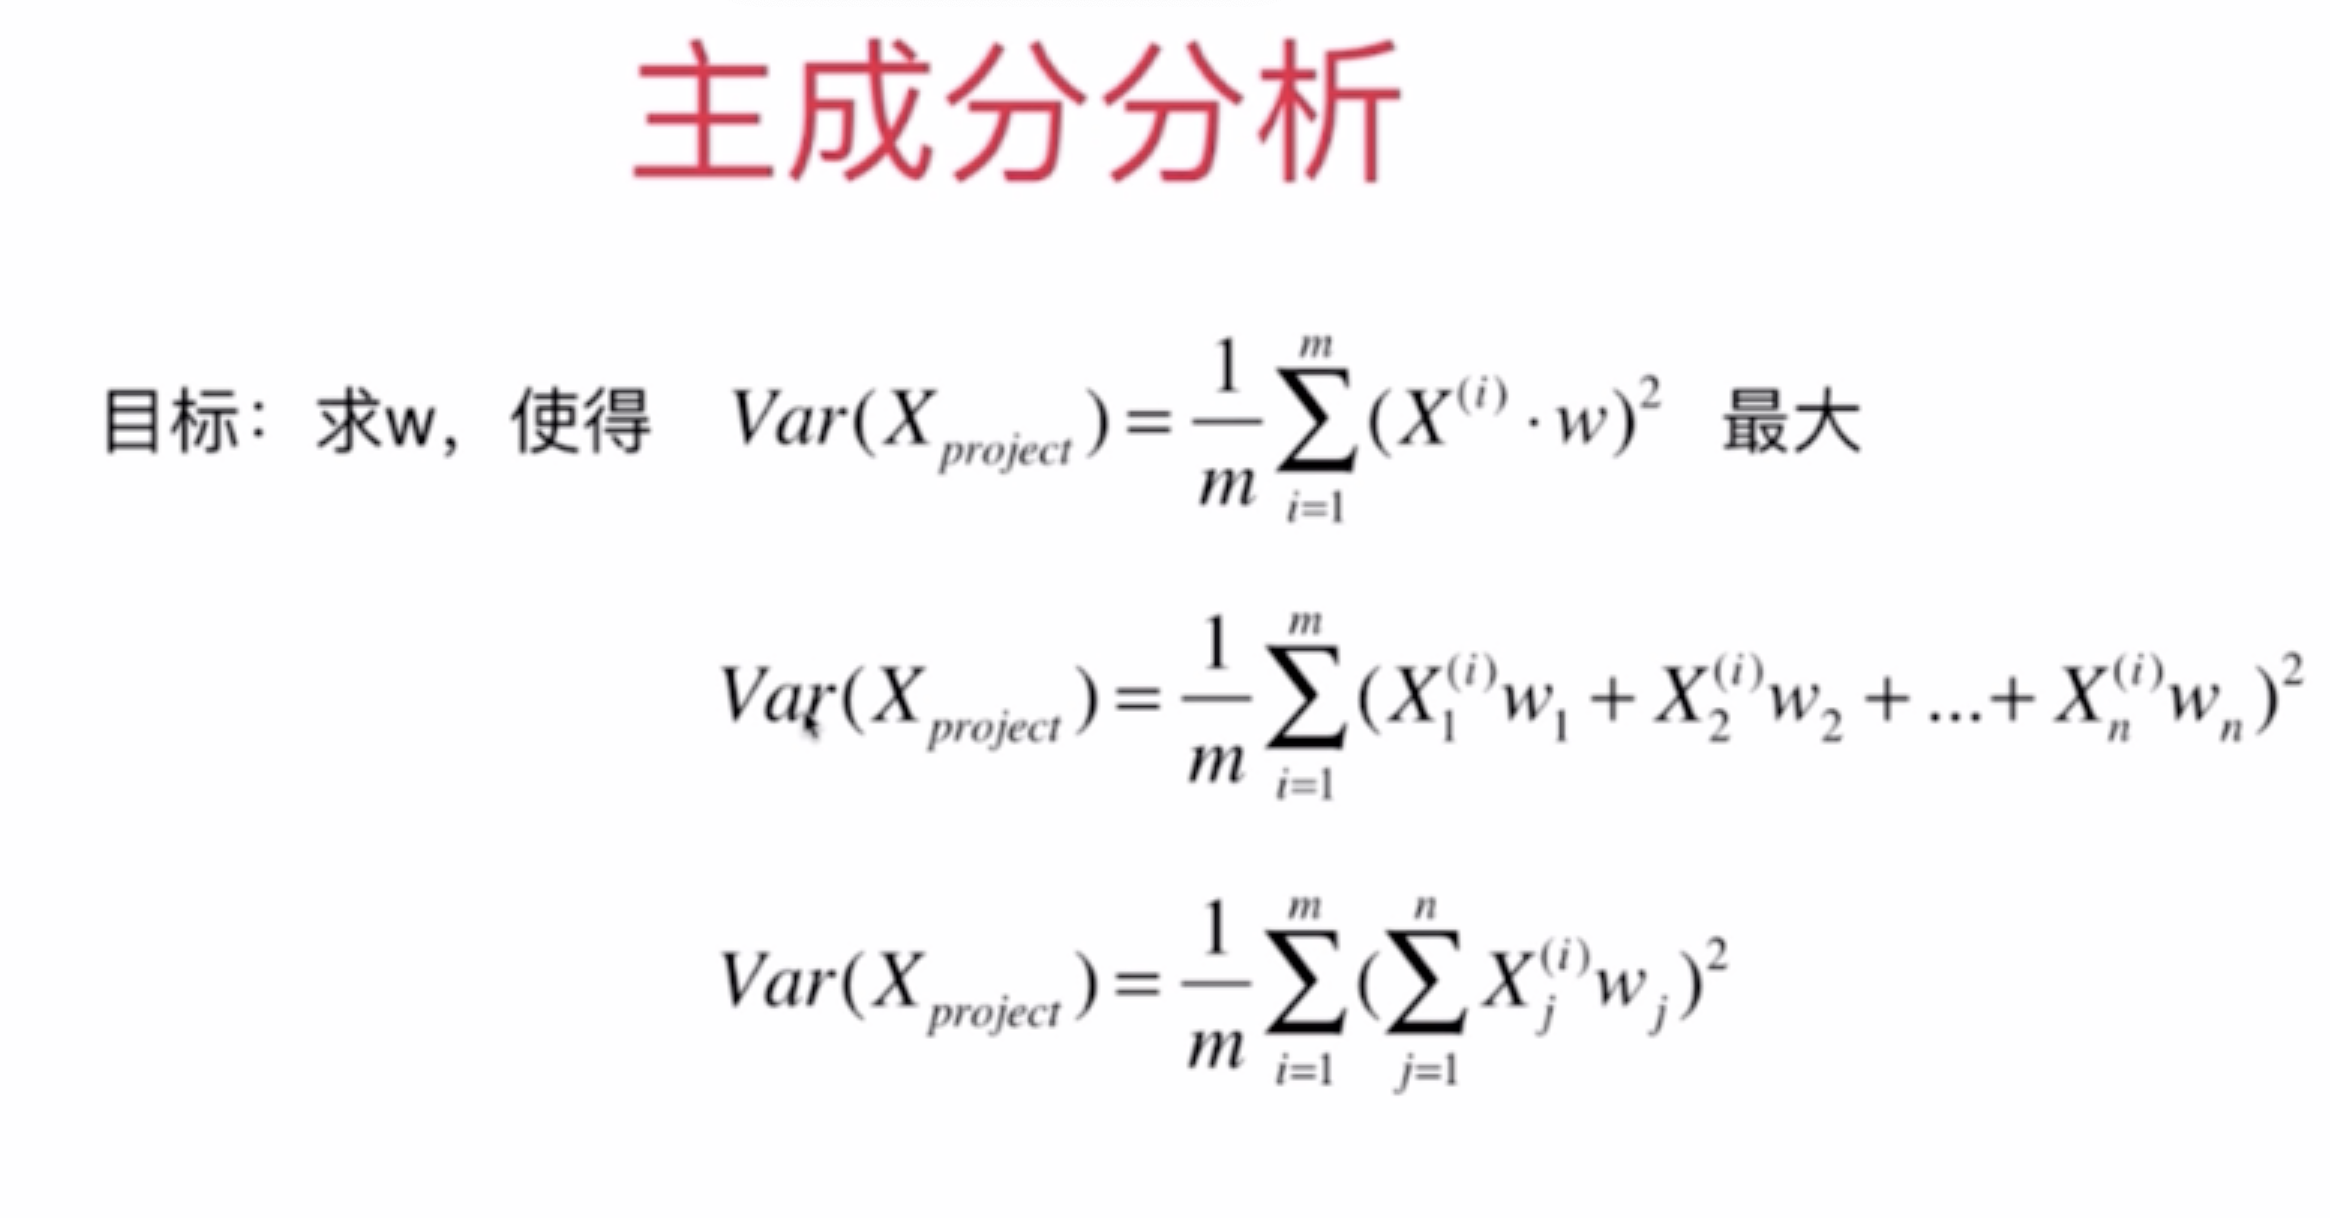 主成分分析
目标：求w，使得 Var(X_{project}) = \frac{1}{m} \sum_{i=1}^{m} (X^{(i)} \cdot w)^2 最大
Var(X_{project}) = \frac{1}{m} \sum_{i=1}^{m} (X_1^{(i)} w_1 + X_2^{(i)} w_2 + ... + X_n^{(i)} w_n)^2
Var(X_{project}) = \frac{1}{m} \sum_{i=1}^{m} (\sum_{j=1}^{n} X_j^{(i)} w_j)^2